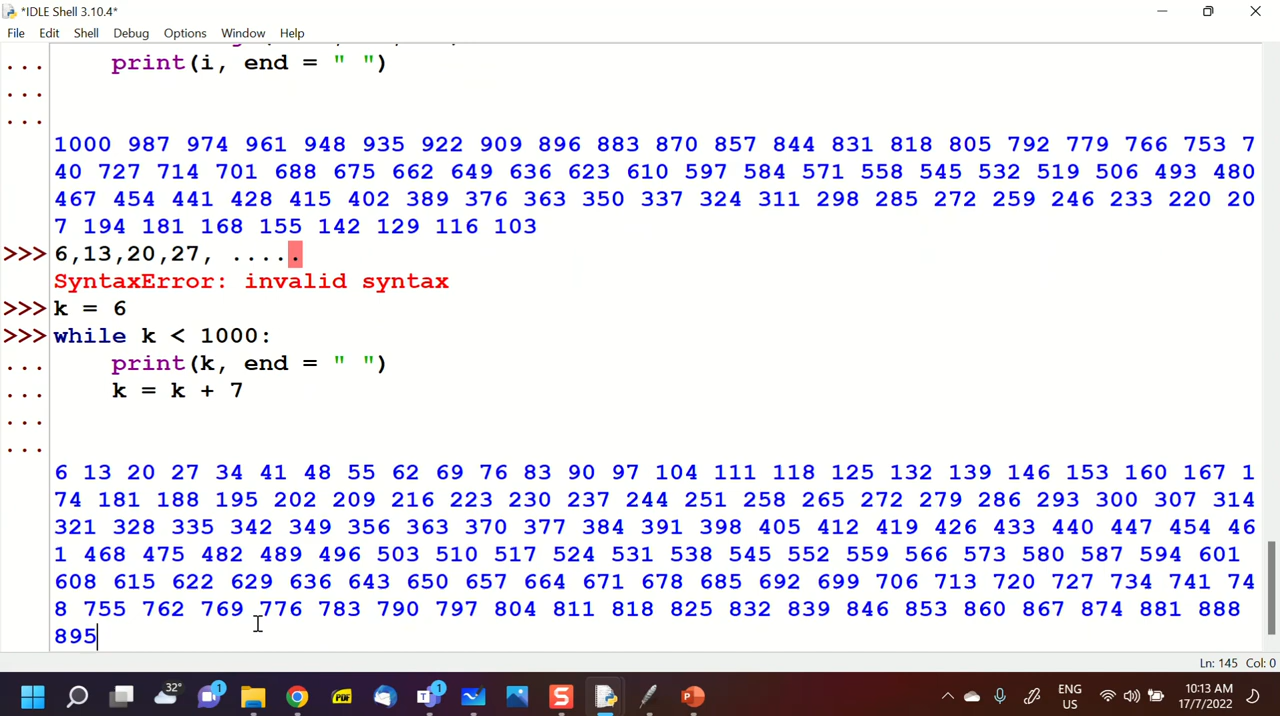 *IDLE Shell 3.10.4*
File Edit Shell Debug Options Window Help
... print(i, end = " ")
...
...
1000 987 974 961 948 935 922 909 896 883 870 857 844 831 818 805 792 779 766 753 7
40 727 714 701 688 675 662 649 636 623 610 597 584 571 558 545 532 519 506 493 480
467 454 441 428 415 402 389 376 363 350 337 324 311 298 285 272 259 246 233 220 20
7 194 181 168 155 142 129 116 103
>>> 6,13,20,27, .....
SyntaxError: invalid syntax
>>> k = 6
>>> while k < 1000:
... print(k, end = " ")
... k = k + 7
...
...
6 13 20 27 34 41 48 55 62 69 76 83 90 97 104 111 118 125 132 139 146 153 160 167 1
74 181 188 195 202 209 216 223 230 237 244 251 258 265 272 279 286 293 300 307 314
321 328 335 342 349 356 363 370 377 384 391 398 405 412 419 426 433 440 447 454 46
1 468 475 482 489 496 503 510 517 524 531 538 545 552 559 566 573 580 587 594 601
608 615 622 629 636 643 650 657 664 671 678 685 692 699 706 713 720 727 734 741 74
8 755 762 769 776 783 790 797 804 811 818 825 832 839 846 853 860 867 874 881 888
895
Ln: 145 Col: 0
32°
1
PDF
1
S
P
ENG
US
10:13 AM
17/7/2022